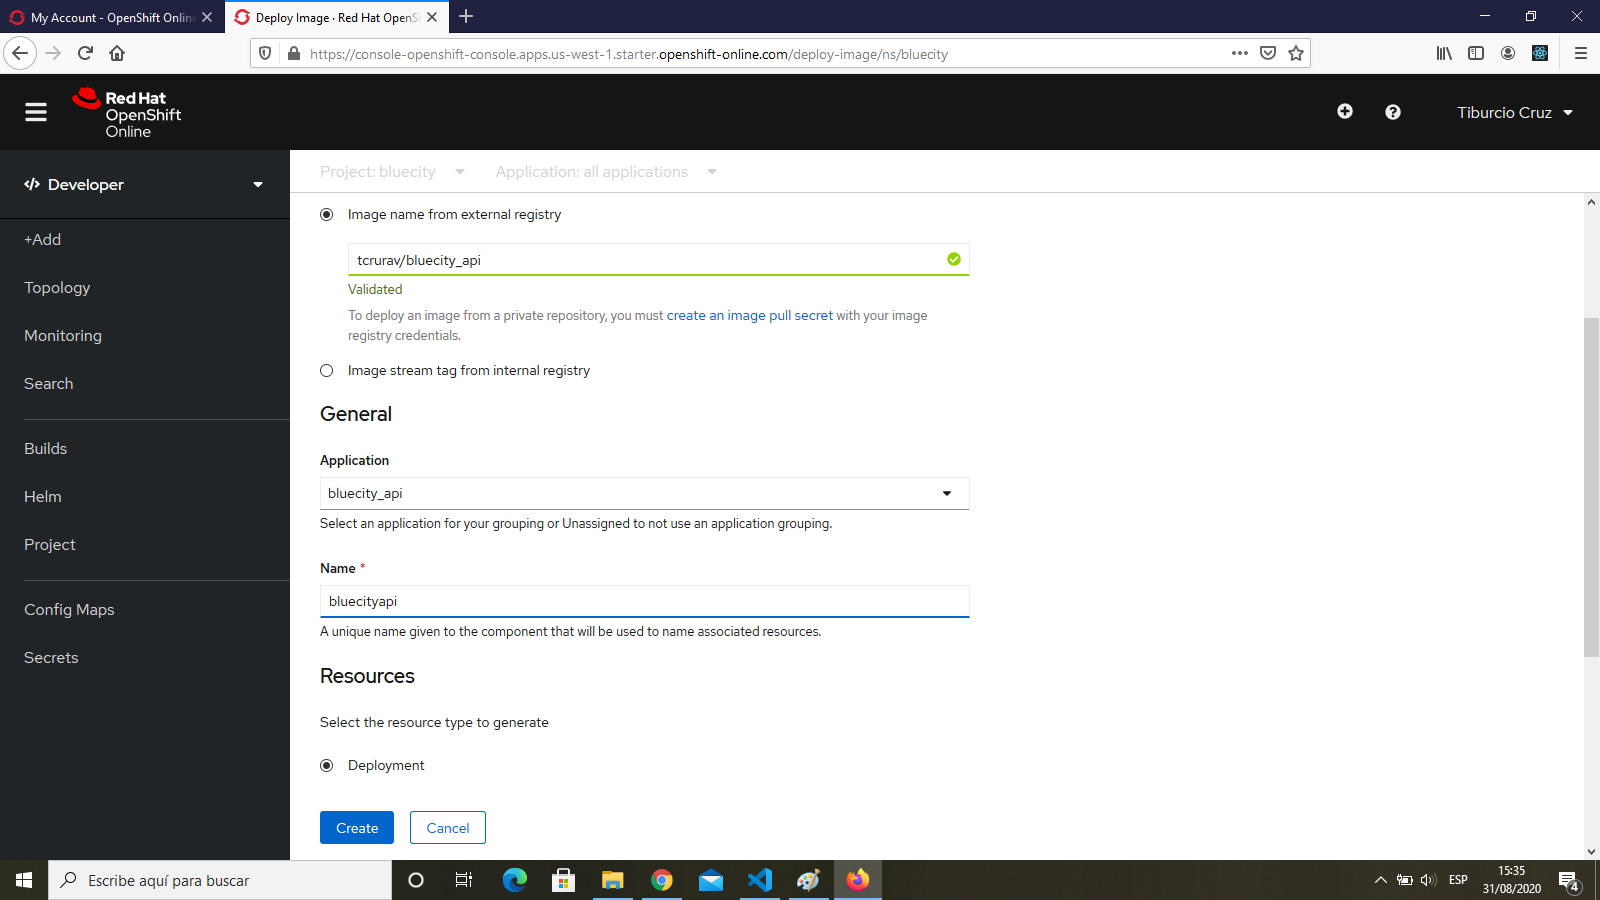 My Account - OpenShift Onlin
Deploy Image · Red Hat OpenS
https://console-openshift-console.apps.us-west-1.starter.openshift-online.com/deploy-image/ns/bluecity
Red Hat
OpenShift
Online
Tiburcio Cruz
Developer
Project: bluecity
Application: all applications
+Add
Topology
Monitoring
Search
Builds
Helm
Project
Config Maps
Secrets
Image name from external registry
tcrurav/bluecity_api
Validated
To deploy an image from a private repository, you must create an image pull secret with your image
registry credentials.
Image stream tag from internal registry
General
Application
bluecity_api
Select an application for your grouping or Unassigned to not use an application grouping.
Name *
bluecityapi
A unique name given to the component that will be used to name associated resources.
Resources
Select the resource type to generate
Deployment
Create
Cancel
Escribe aquí para buscar
ESP
15:35
31/08/2020
4